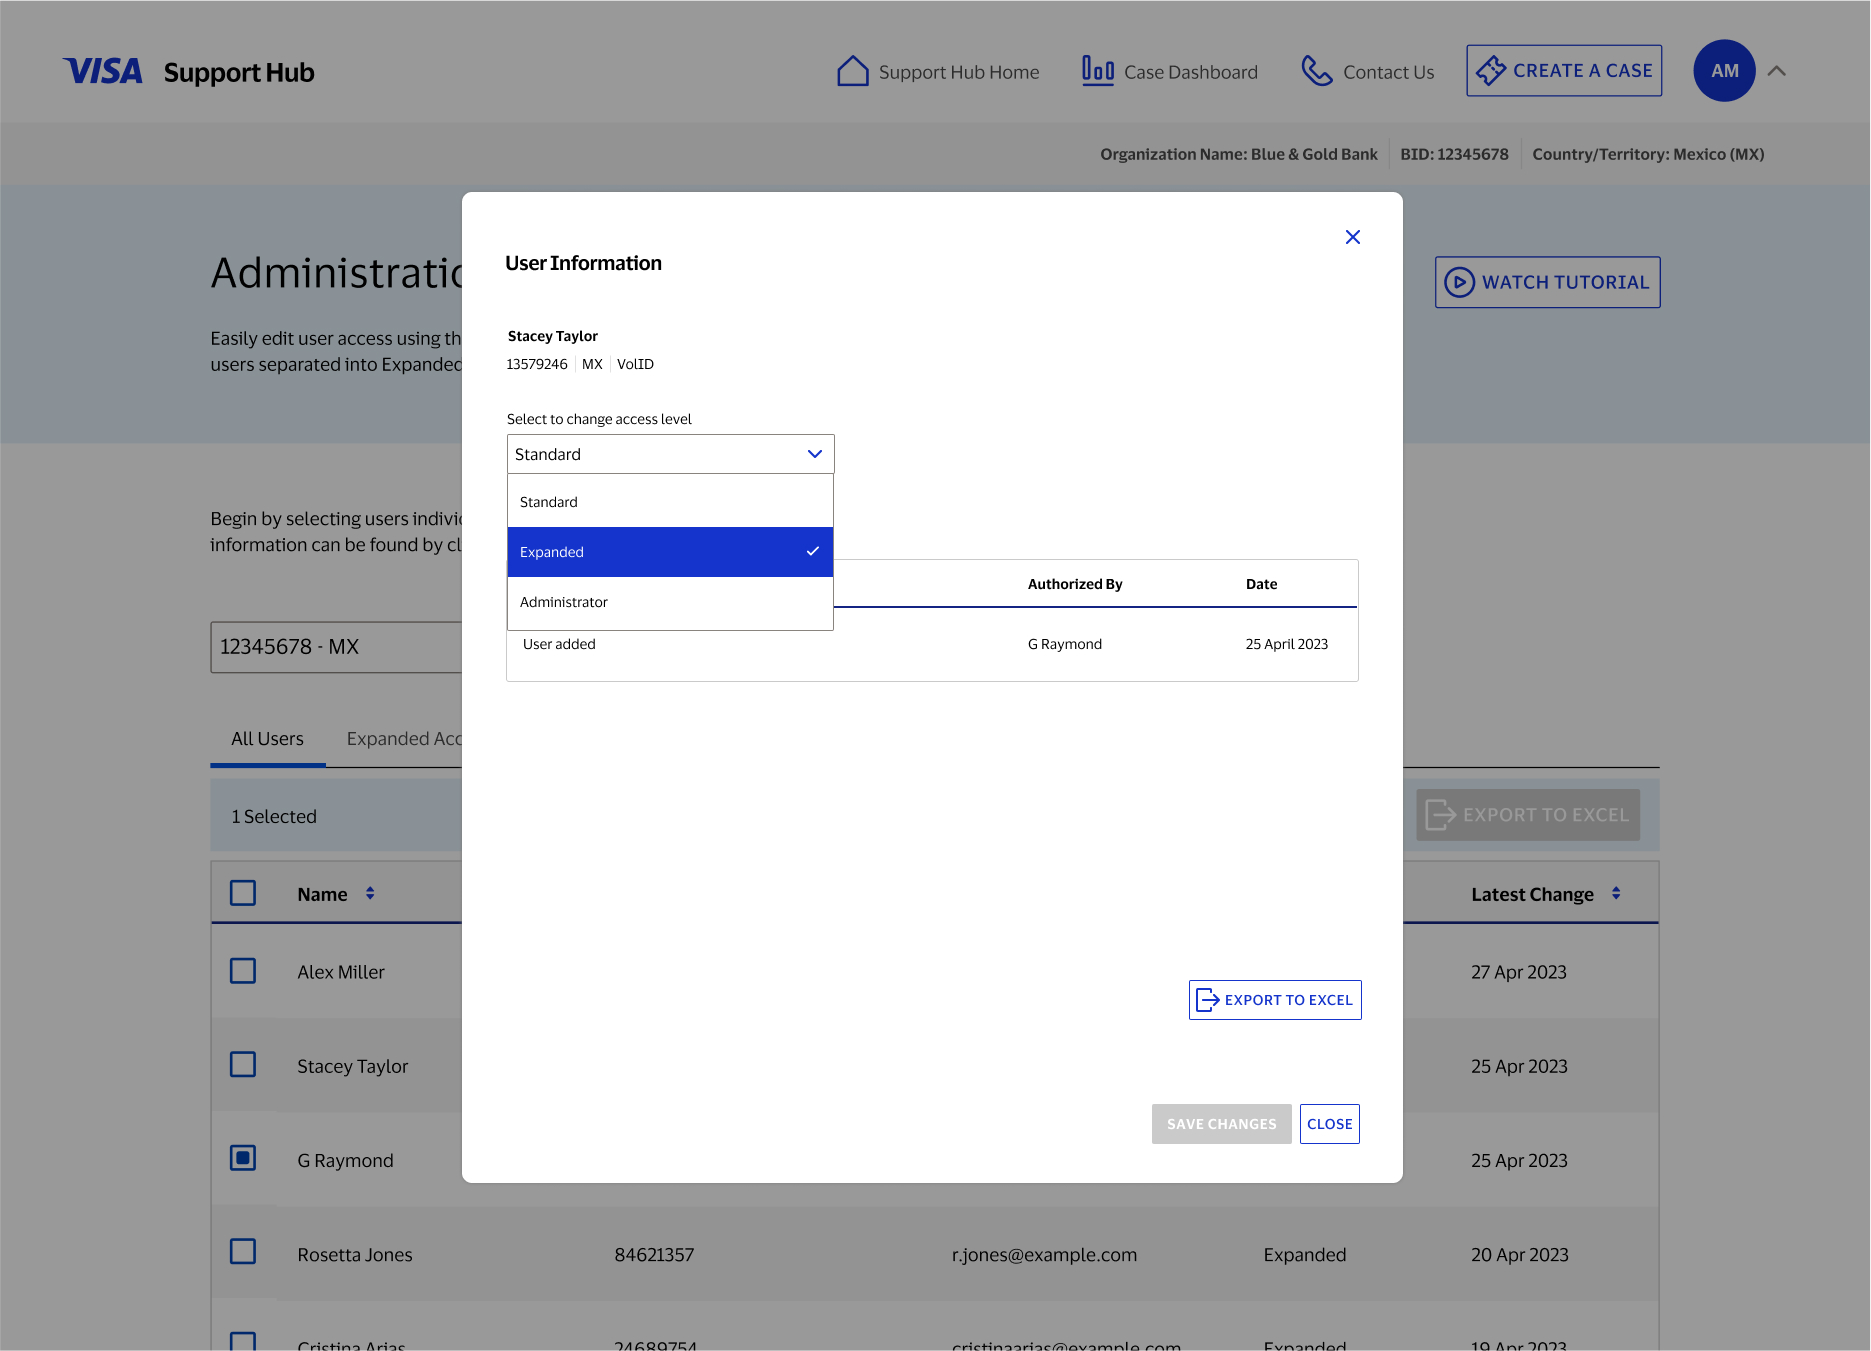 VISA Support Hub
Support Hub Home
Case Dashboard
Contact Us
CREATE A CASE
AM
Organization Name: Blue & Gold Bank
BID: 12345678
Country/Territory: Mexico (MX)
Administratio
Easily edit user access using th
users separated into Expanded
WATCH TUTORIAL
Begin by selecting users indivi
information can be found by cl
12345678 - MX
All Users
Expanded Acc
1 Selected
EXPORT TO EXCEL
Name
Latest Change
Alex Miller
27 Apr 2023
Stacey Taylor
25 Apr 2023
G Raymond
25 Apr 2023
Rosetta Jones
84621357
r.jones@example.com
Expanded
20 Apr 2023
Cristina Arias
24689754
cristinaarias@example.com
Expanded
19 Apr 2023
User Information
Stacey Taylor
13579246 MX VolID
Select to change access level
Standard
Standard
Expanded
Administrator
Authorized By
Date
User added
G Raymond
25 April 2023
EXPORT TO EXCEL
SAVE CHANGES
CLOSE